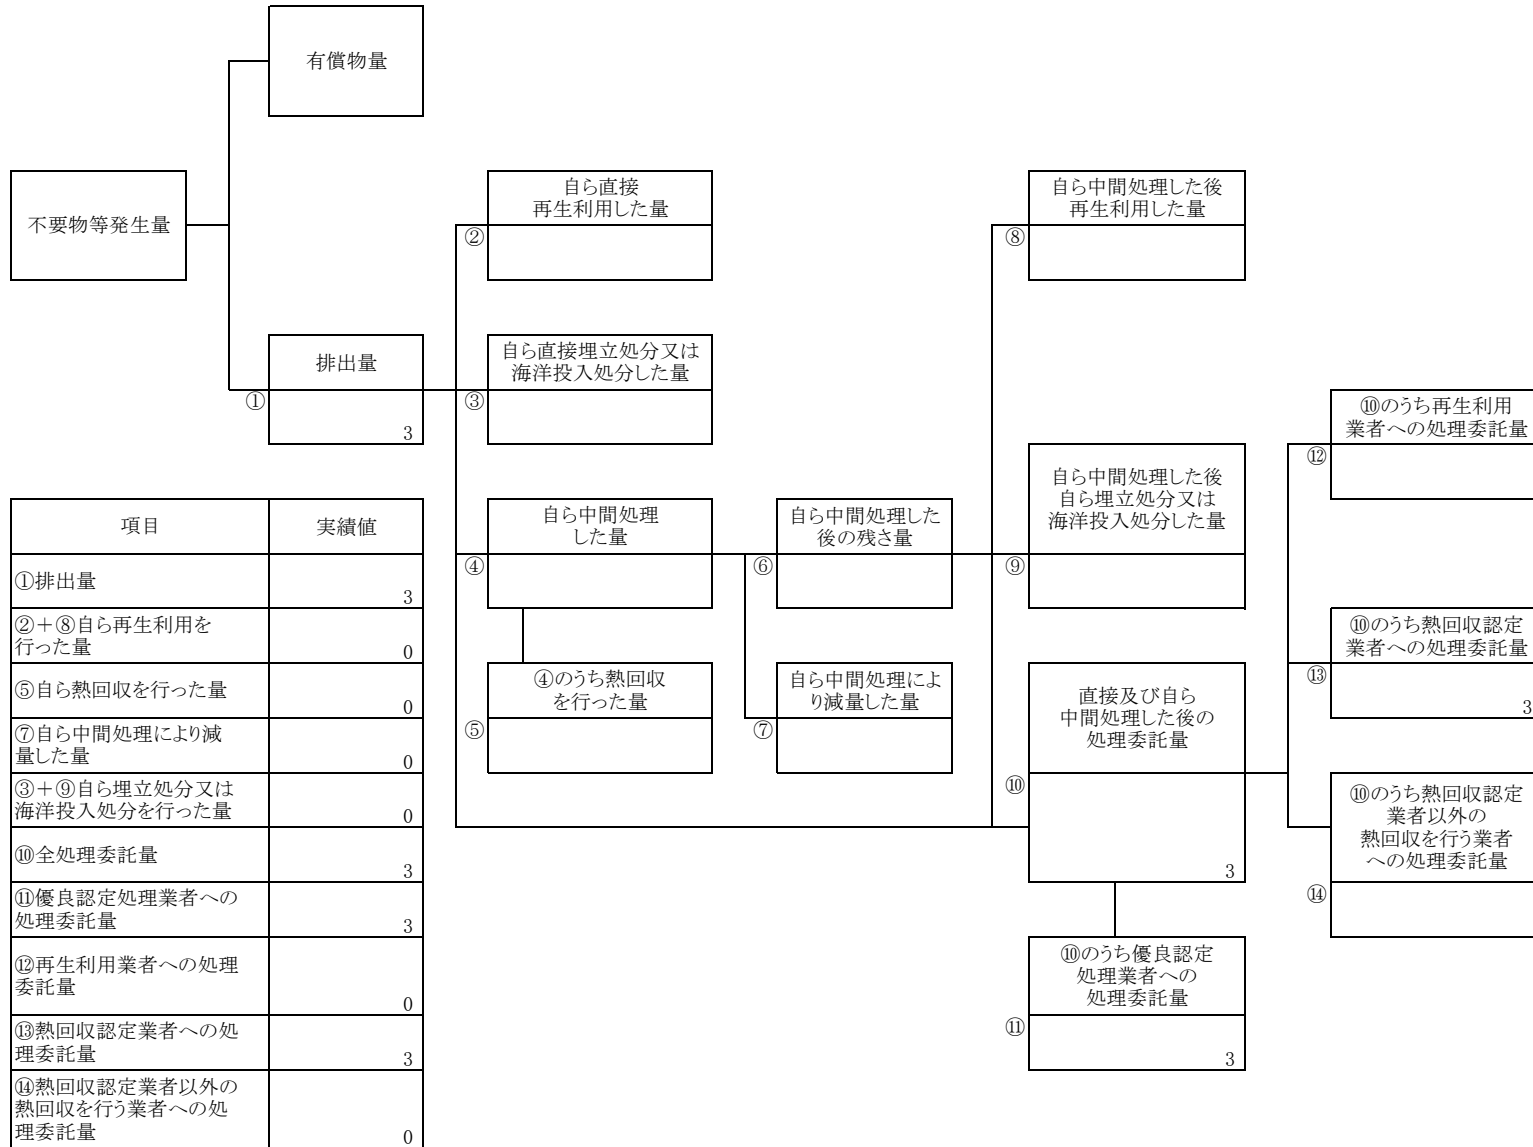 有償物量
不要物等発生量
自ら直接
再生利用した量
②
自ら中間処理した後
再生利用した量
⑧
排出量
①
3
自ら直接埋立処分又は
海洋投入処分した量
③
⑩のうち再生利用
業者への処理委託量
⑫
自ら中間処理
した量
④
自ら中間処理した
後の残さ量
⑥
自ら中間処理した後
自ら埋立処分又は
海洋投入処分した量
⑨
④のうち熱回収
を行った量
⑤
自ら中間処理によ
り減量した量
⑦
直接及び自ら
中間処理した後の
処理委託量
⑩
3
⑩のうち熱回収認定
業者への処理委託量
⑬
3
⑩のうち熱回収認定
業者以外の
熱回収を行う業者
への処理委託量
⑭
⑩のうち優良認定
処理業者への
処理委託量
⑪
3
項目
実績値
①排出量
3
②+⑧自ら再生利用を
行った量
0
⑤自ら熱回収を行った量
0
⑦自ら中間処理により減
量した量
0
③+⑨自ら埋立処分又は
海洋投入処分を行った量
0
⑩全処理委託量
3
⑪優良認定処理業者への
処理委託量
3
⑫再生利用業者への処理
委託量
0
⑬熱回収認定業者への処
理委託量
3
⑭熱回収認定業者以外の
熱回収を行う業者への処
理委託量
0